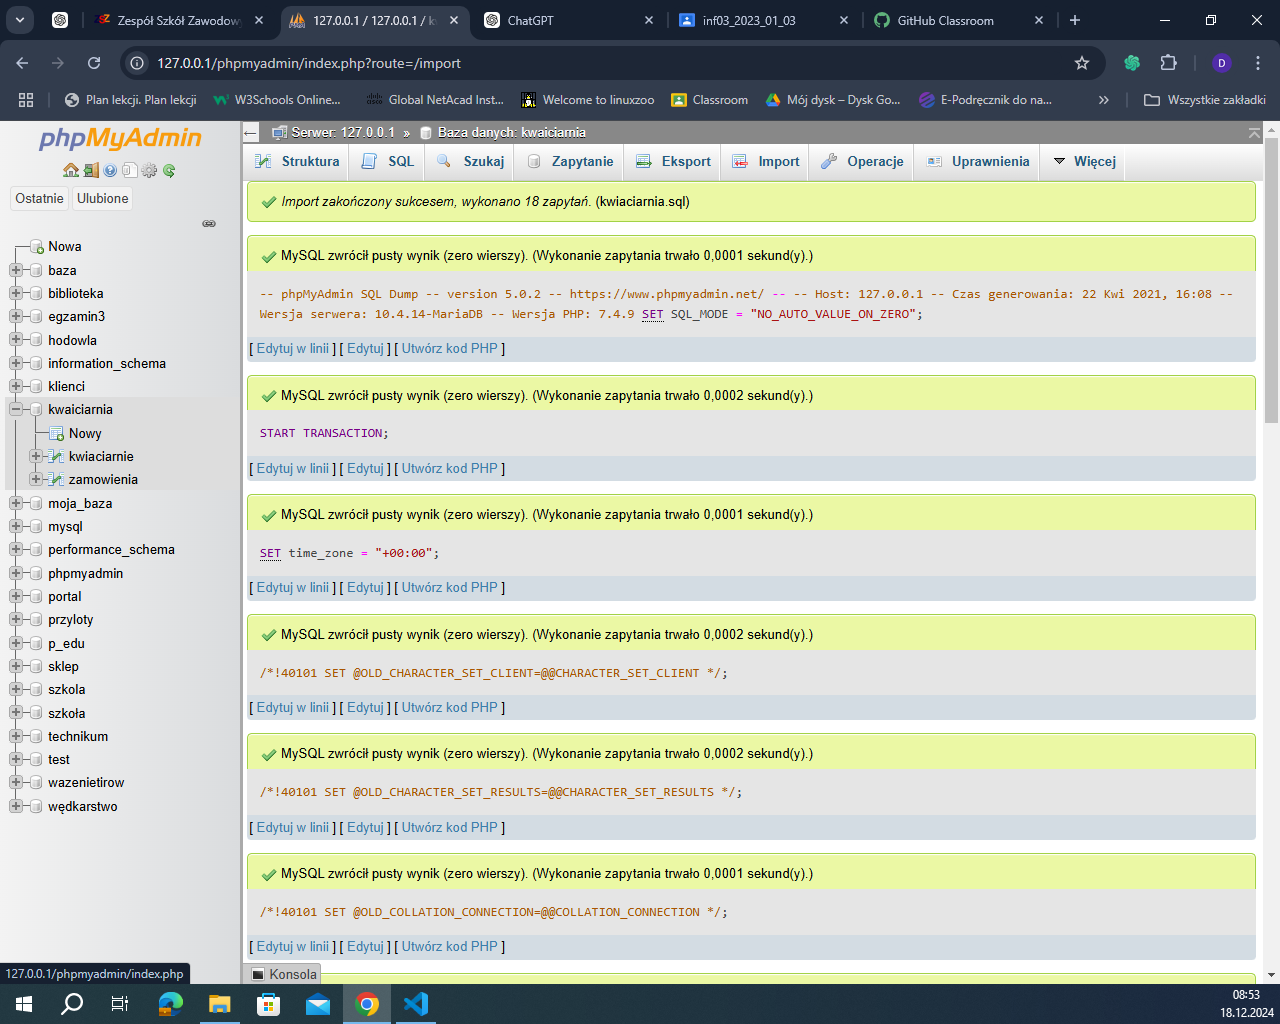 Zespół Szkół Zawodow
127.0.0.1 / 127.0.0.1 / k
ChatGPT
inf03_2023_01_03
GitHub Classroom
127.0.0.1/phpmyadmin/index.php?route=/import
D
Plan lekcji. Plan lekcji
W3Schools Online...
Global NetAcad Inst...
Welcome to linuxzoo
Classroom
Mój dysk – Dysk Go...
E-Podręcznik do na...
Wszystkie zakładki
phpMyAdmin
Ostatnie
Ulubione
Nowa
baza
biblioteka
egzamin3
hodowla
information_schema
klienci
kwaiciarnia
Nowy
kwiaciarnie
zamowienia
moja_baza
mysql
performance_schema
phpmyadmin
portal
przyloty
p_edu
sklep
szkola
szkoła
technikum
test
wazenietirow
wędkarstwo
127.0.0.1/phpmyadmin/index.php
Serwer: 127.0.0.1 » Baza danych: kwaiciarnia
Struktura SQL Szukaj Zapytanie Eksport Import Operacje Uprawnienia Więcej
Import zakończony sukcesem, wykonano 18 zapytań. (kwiaciarnia.sql)
MySQL zwrócił pusty wynik (zero wierszy). (Wykonanie zapytania trwało 0,0001 sekund(y).)
-- phpMyAdmin SQL Dump -- version 5.0.2 -- https://www.phpmyadmin.net/ -- -- Host: 127.0.0.1 -- Czas generowania: 22 Kwi 2021, 16:08 --
Wersja serwera: 10.4.14-MariaDB -- Wersja PHP: 7.4.9 SET SQL_MODE = "NO_AUTO_VALUE_ON_ZERO";
[ Edytuj w linii ] [ Edytuj ] [ Utwórz kod PHP ]
MySQL zwrócił pusty wynik (zero wierszy). (Wykonanie zapytania trwało 0,0002 sekund(y).)
START TRANSACTION;
[ Edytuj w linii ] [ Edytuj ] [ Utwórz kod PHP ]
MySQL zwrócił pusty wynik (zero wierszy). (Wykonanie zapytania trwało 0,0001 sekund(y).)
SET time_zone = "+00:00";
[ Edytuj w linii ] [ Edytuj ] [ Utwórz kod PHP ]
MySQL zwrócił pusty wynik (zero wierszy). (Wykonanie zapytania trwało 0,0002 sekund(y).)
/*!40101 SET @OLD_CHARACTER_SET_CLIENT=@@CHARACTER_SET_CLIENT */;
[ Edytuj w linii ] [ Edytuj ] [ Utwórz kod PHP ]
MySQL zwrócił pusty wynik (zero wierszy). (Wykonanie zapytania trwało 0,0002 sekund(y).)
/*!40101 SET @OLD_CHARACTER_SET_RESULTS=@@CHARACTER_SET_RESULTS */;
[ Edytuj w linii ] [ Edytuj ] [ Utwórz kod PHP ]
MySQL zwrócił pusty wynik (zero wierszy). (Wykonanie zapytania trwało 0,0001 sekund(y).)
/*!40101 SET @OLD_COLLATION_CONNECTION=@@COLLATION_CONNECTION */;
[ Edytuj w linii ] [ Edytuj ] [ Utwórz kod PHP ]
Konsola
08:53
18.12.2024